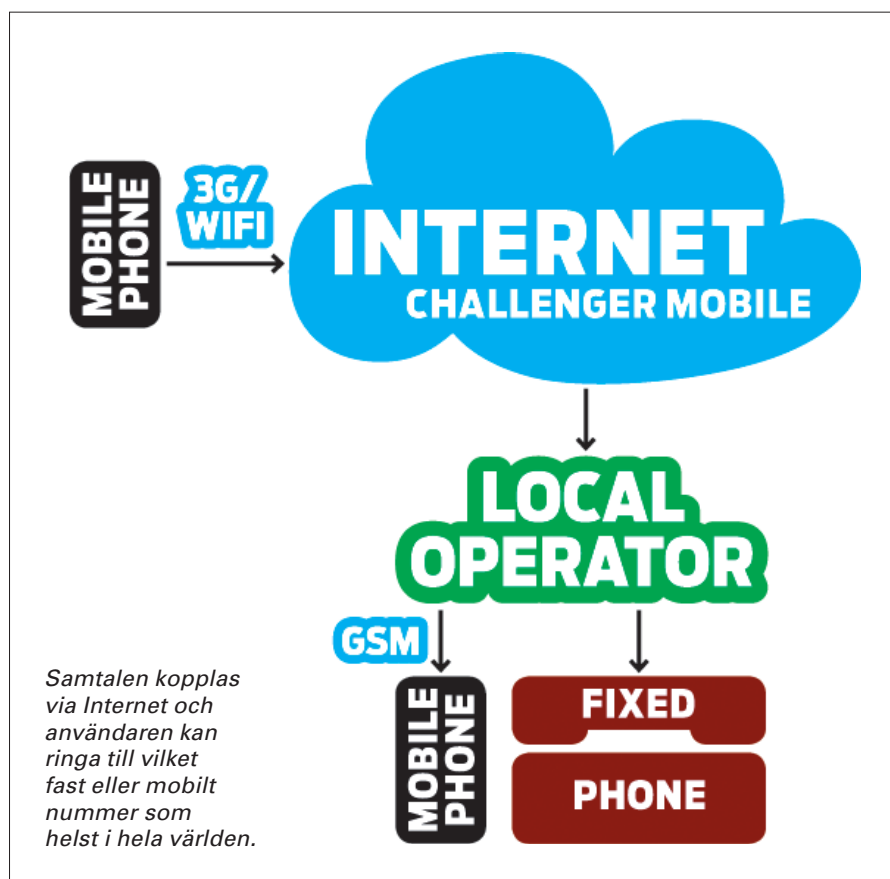 MOBILE
PHONE
3G/
WIFI
INTERNET
CHALLENGER MOBILE
LOCAL
OPERATOR
GSM
MOBILE
PHONE
FIXED
PHONE
Samtalen kopplas
via Internet och
användaren kan
ringa till vilket
fast eller mobilt
nummer som
helst i hela världen.